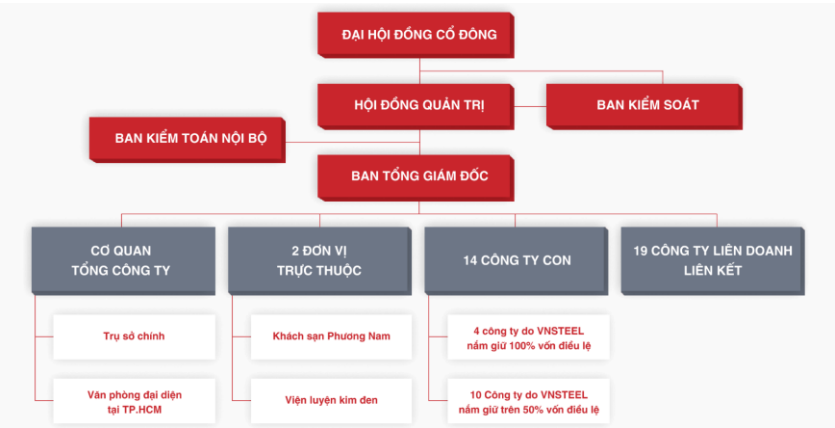 ĐẠI HỘI ĐỒNG CỔ ĐÔNG
HỘI ĐỒNG QUẢN TRỊ
BAN KIỂM SOÁT
BAN KIỂM TOÁN NỘI BỘ
BAN TỔNG GIÁM ĐỐC
CƠ QUAN
TỔNG CÔNG TY
2 ĐƠN VỊ
TRỰC THUỘC
14 CÔNG TY CON
19 CÔNG TY LIÊN DOANH
LIÊN KẾT
Trụ sở chính
Văn phòng đại diện
tại TP.HCM
Khách sạn Phương Nam
Viện luyện kim đen
4 công ty do VNSTEEL
nắm giữ 100% vốn điều lệ
10 Công ty do VNSTEEL
nắm giữ trên 50% vốn điều lệ